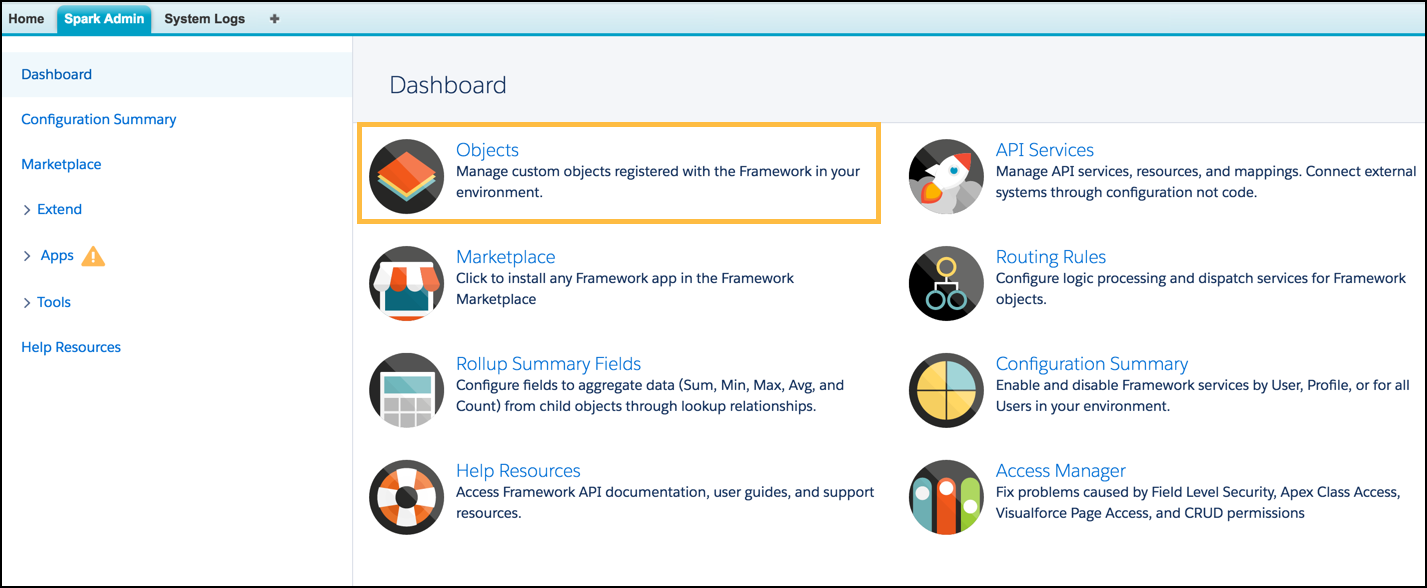 Home Spark Admin System Logs +
Dashboard
Configuration Summary
Marketplace
Extend
Apps
Tools
Help Resources
Dashboard
Objects
Manage custom objects registered with the Framework in your
environment.
API Services
Manage API services, resources, and mappings. Connect external
systems through configuration not code.
Marketplace
Click to install any Framework app in the Framework
Marketplace
Routing Rules
Configure logic processing and dispatch services for Framework
objects.
Rollup Summary Fields
Configure fields to aggregate data (Sum, Min, Max, Avg, and
Count) from child objects through lookup relationships.
Configuration Summary
Enable and disable Framework services by User, Profile, or for all
Users in your environment.
Help Resources
Access Framework API documentation, user guides, and support
resources.
Access Manager
Fix problems caused by Field Level Security, Apex Class Access,
Visualforce Page Access, and CRUD permissions